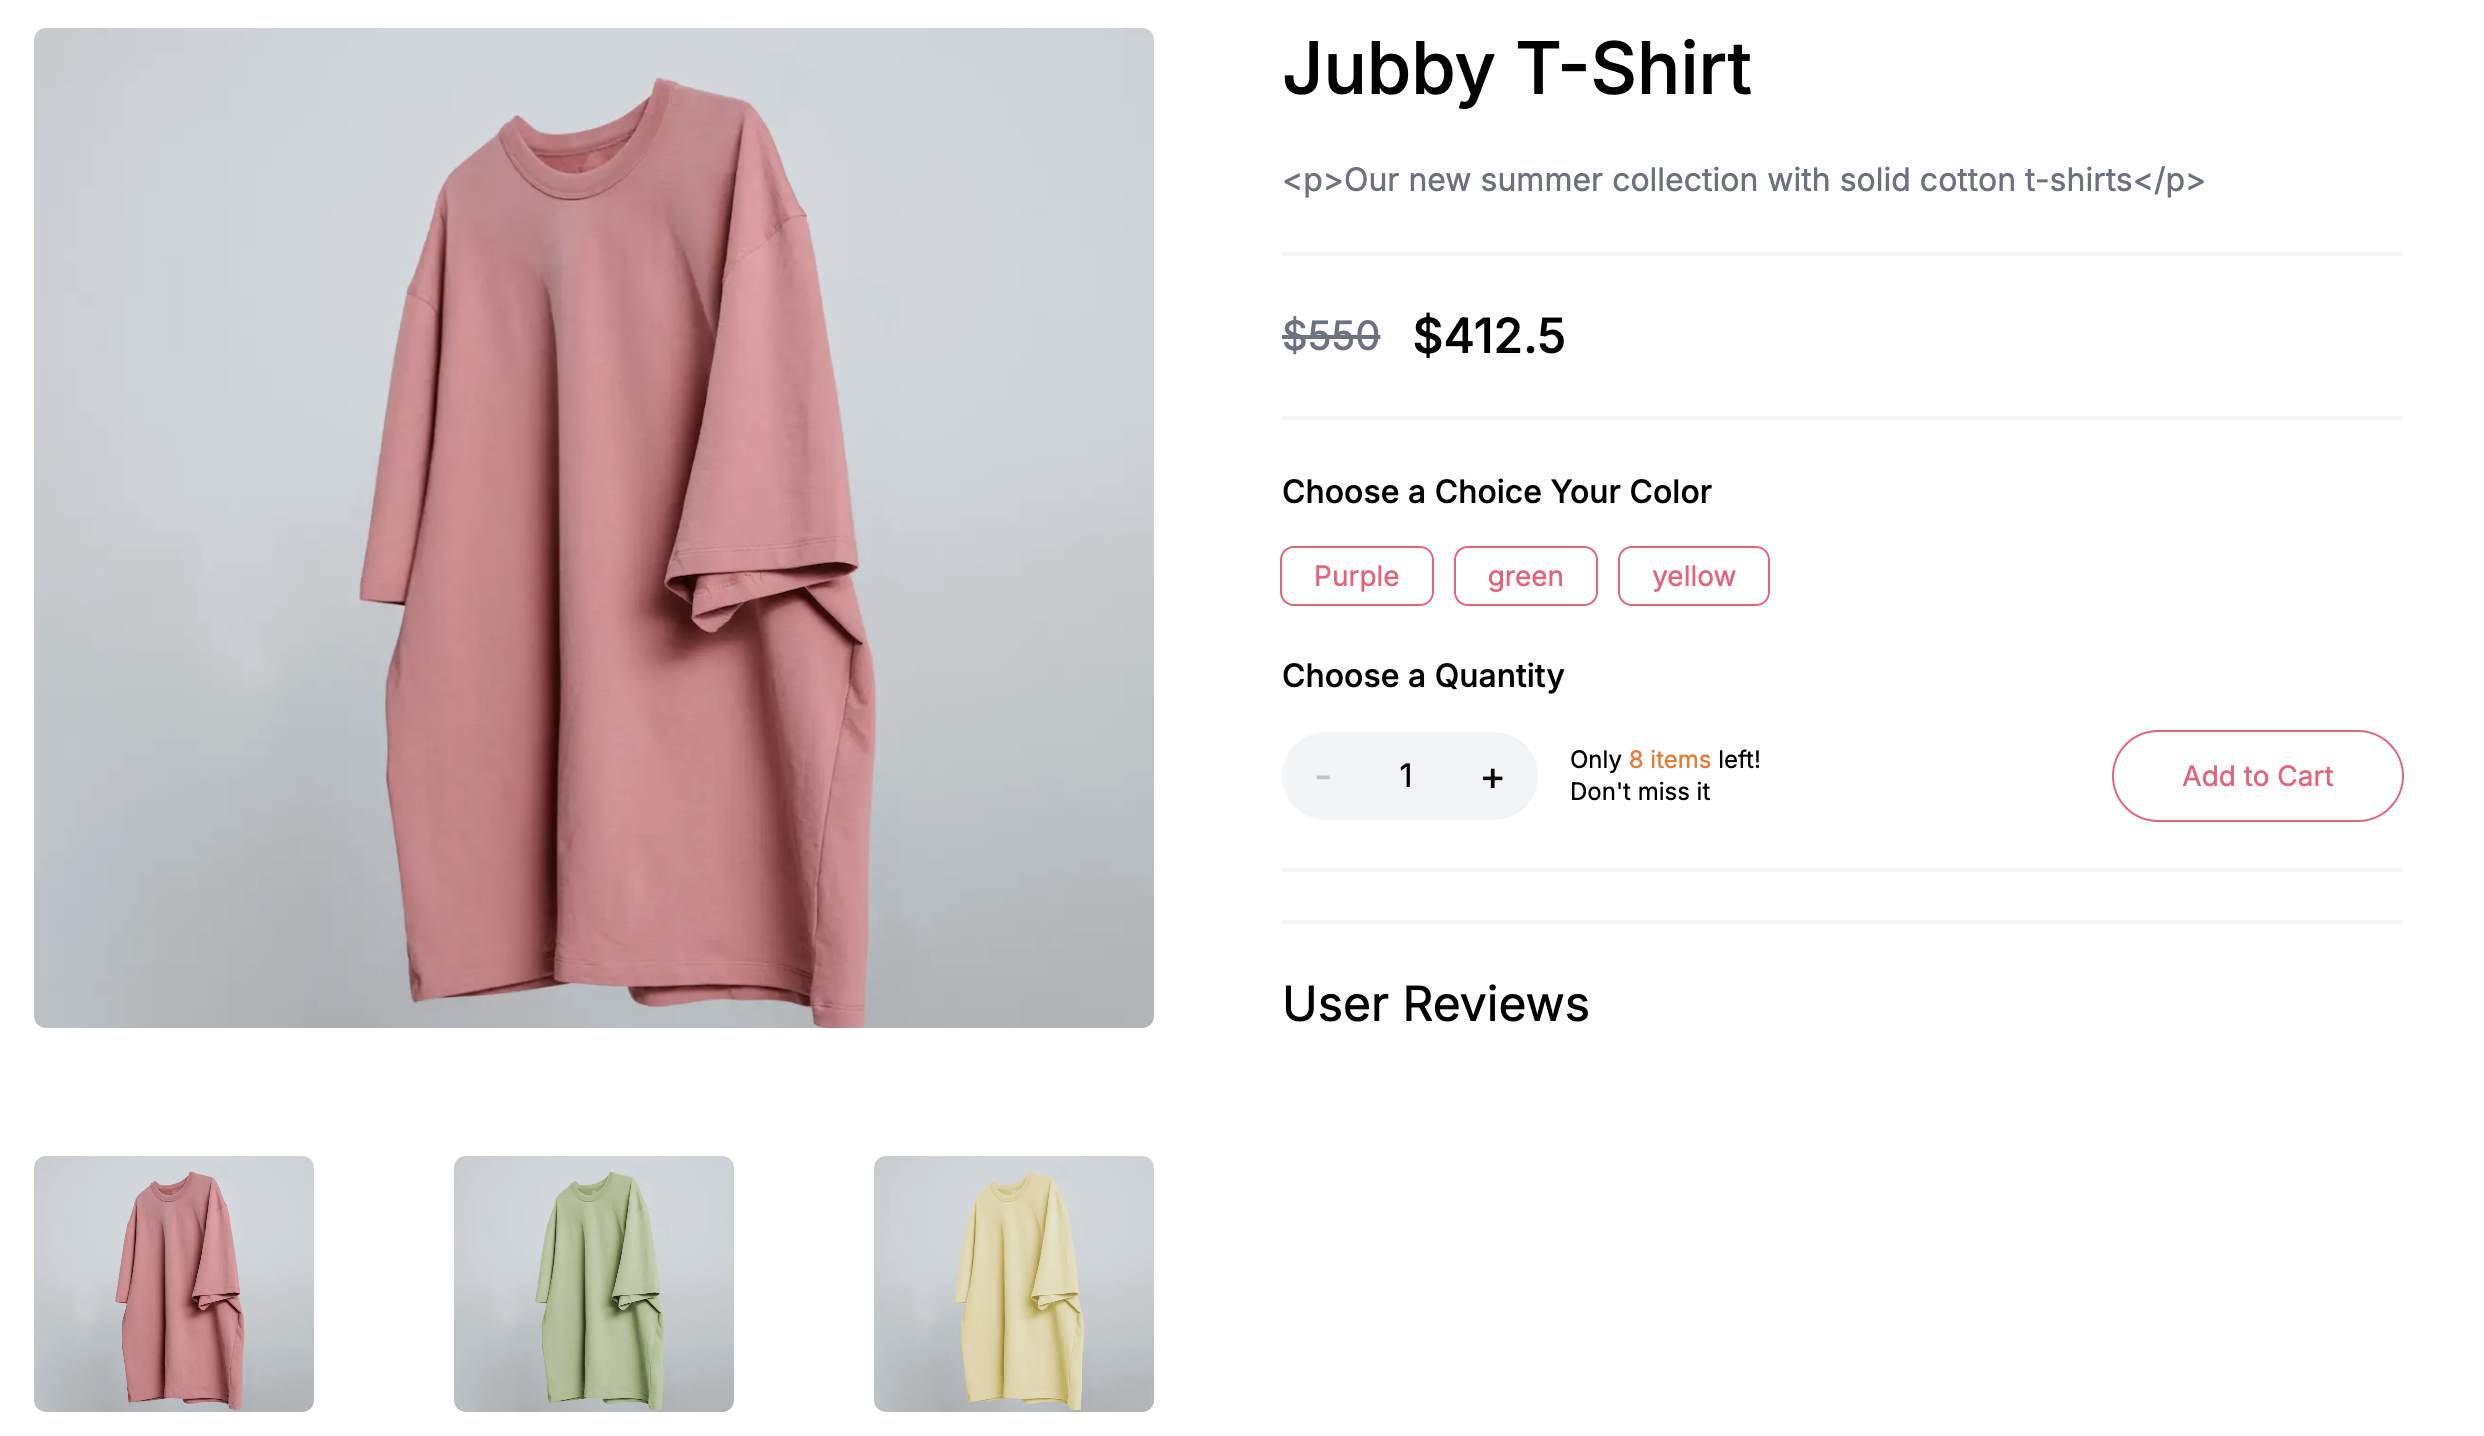 Jubby T-Shirt
<p>Our new summer collection with solid cotton t-shirts</p>
$550 $412.5
Choose a Choice Your Color
Purple green yellow
Choose a Quantity
- 1 +
Only 8 items left!
Don't miss it
Add to Cart
User Reviews